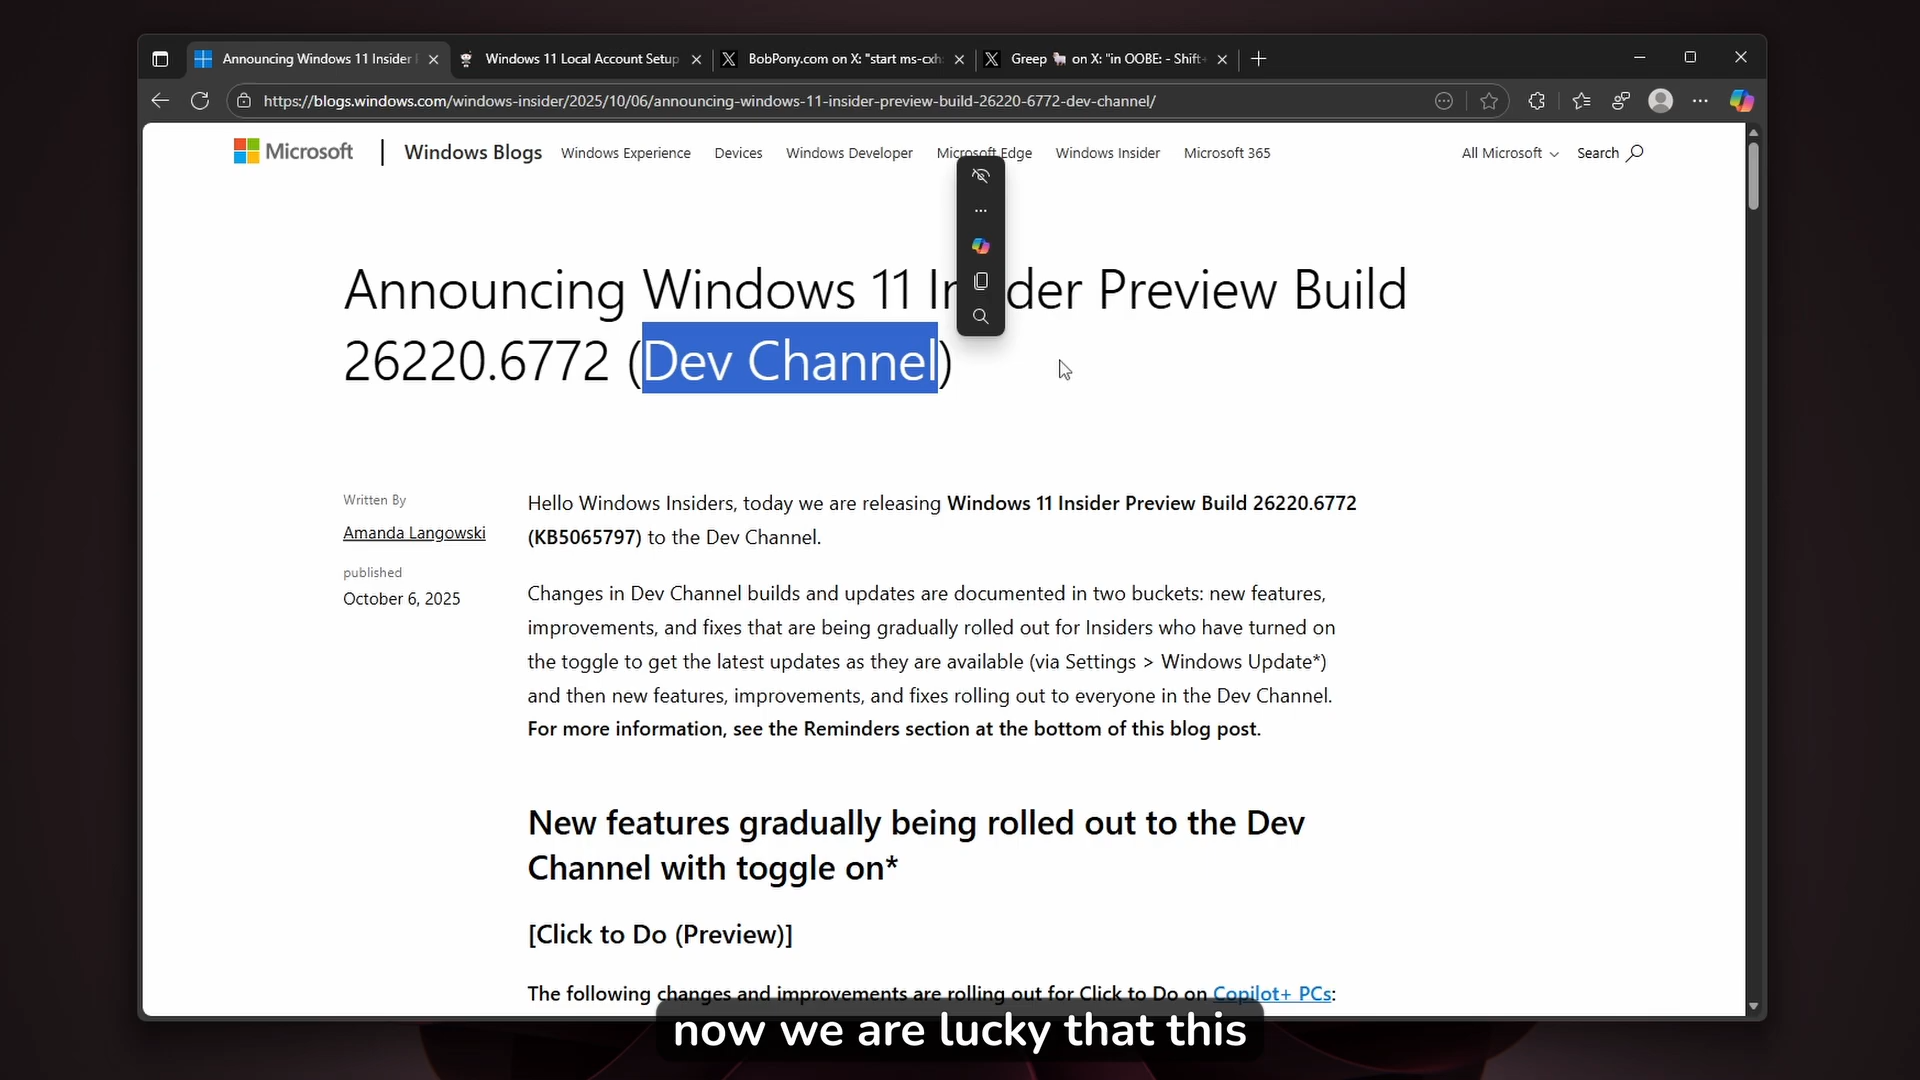 Announcing Windows 11 Insider
Windows 11 Local Account Setup
BobPony.com on X: "start ms-cxh:
Greep 🐑 on X: "in OOBE: - Shift+
https://blogs.windows.com/windows-insider/2025/10/06/announcing-windows-11-insider-preview-build-26220-6772-dev-channel/
Microsoft | Windows Blogs Windows Experience Devices Windows Developer Microsoft Edge Windows Insider Microsoft 365 All Microsoft Search
Announcing Windows 11 Insider Preview Build
26220.6772 (Dev Channel)
Written By
Amanda Langowski
published
October 6, 2025
Hello Windows Insiders, today we are releasing Windows 11 Insider Preview Build 26220.6772
(KB5065797) to the Dev Channel.
Changes in Dev Channel builds and updates are documented in two buckets: new features,
improvements, and fixes that are being gradually rolled out for Insiders who have turned on
the toggle to get the latest updates as they are available (via Settings > Windows Update*)
and then new features, improvements, and fixes rolling out to everyone in the Dev Channel.
For more information, see the Reminders section at the bottom of this blog post.
New features gradually being rolled out to the Dev
Channel with toggle on*
[Click to Do (Preview)]
The following changes and improvements are rolling out for Click to Do on Copilot+ PCs:
now we are lucky that this